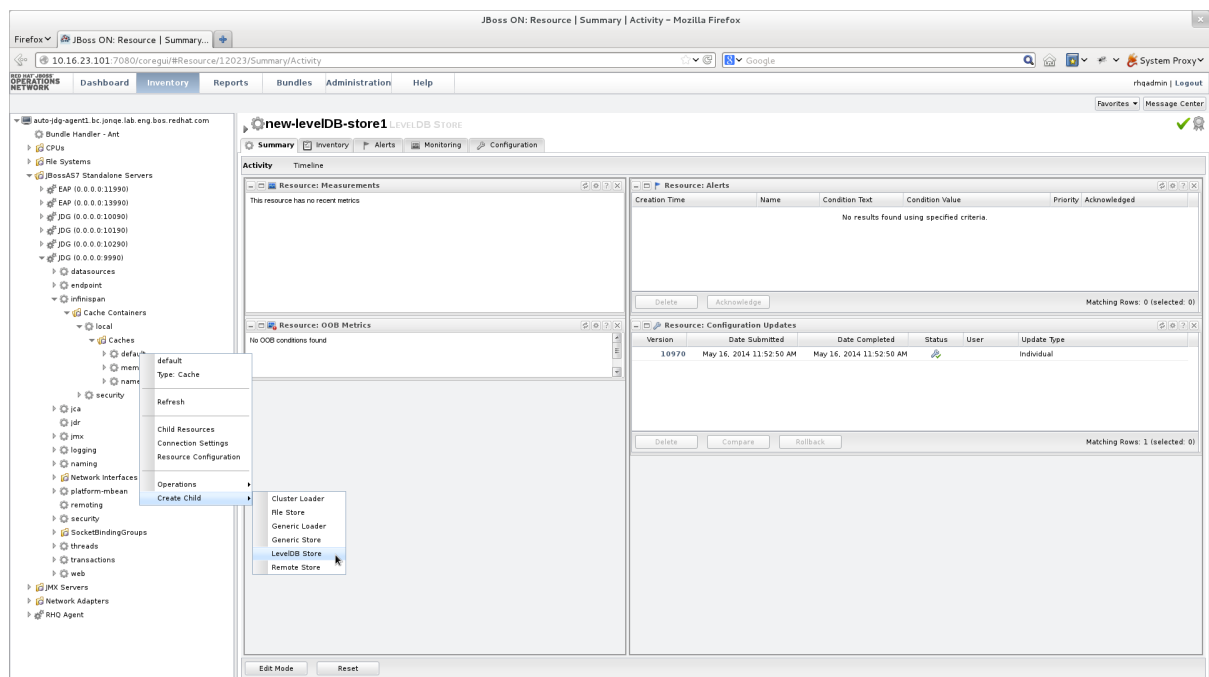 JBoss ON: Resource | Summary | Activity – Mozilla Firefox
Firefox
JBoss ON: Resource | Summary...
10.16.23.101:7080/coregui/#Resource/12023/Summary/Activity
Google
System Proxy
RED HAT' JBOSS'
OPERATIONS
NETWORK
Dashboard Inventory Reports Bundles Administration Help
rhqadmin | Logout
Favorites Message Center
auto-jdg-agent1.bc.jonqe.lab.eng.bos.redhat.com
Bundle Handler - Ant
CPUs
File Systems
JBossAS7 Standalone Servers
EAP (0.0.0.0:11990)
EAP (0.0.0.0:13990)
JDG (0.0.0.0:10090)
JDG (0.0.0.0:10190)
JDG (0.0.0.0:10290)
JDG (0.0.0.0:9990)
datasources
endpoint
infinispan
Cache Containers
local
Caches
defau
mem
name
security
jca
jdr
jmx
logging
naming
Network Interfaces
platform-mbean
remoting
security
SocketBindingGroups
threads
transactions
web
JMX Servers
Network Adapters
RHQ Agent
default
Type: Cache
Refresh
Child Resources
Connection Settings
Resource Configuration
Operations
Create Child
Cluster Loader
File Store
Generic Loader
Generic Store
LevelDB Store
Remote Store
new-levelDB-store1 LEVELDB STORE
Summary Inventory Alerts Monitoring Configuration
Activity Timeline
Resource: Measurements
This resource has no recent metrics
Resource: Alerts
Creation Time Name Condition Text Condition Value Priority Acknowledged
No results found using specified criteria.
Delete Acknowledge Matching Rows: 0 (selected: 0)
Resource: OOB Metrics
No OOB conditions found
Resource: Configuration Updates
Version Date Submitted Date Completed Status User Update Type
10970 May 16, 2014 11:52:50 AM May 16, 2014 11:52:50 AM Individual
Delete Compare Rollback Matching Rows: 1 (selected: 0)
Edit Mode Reset